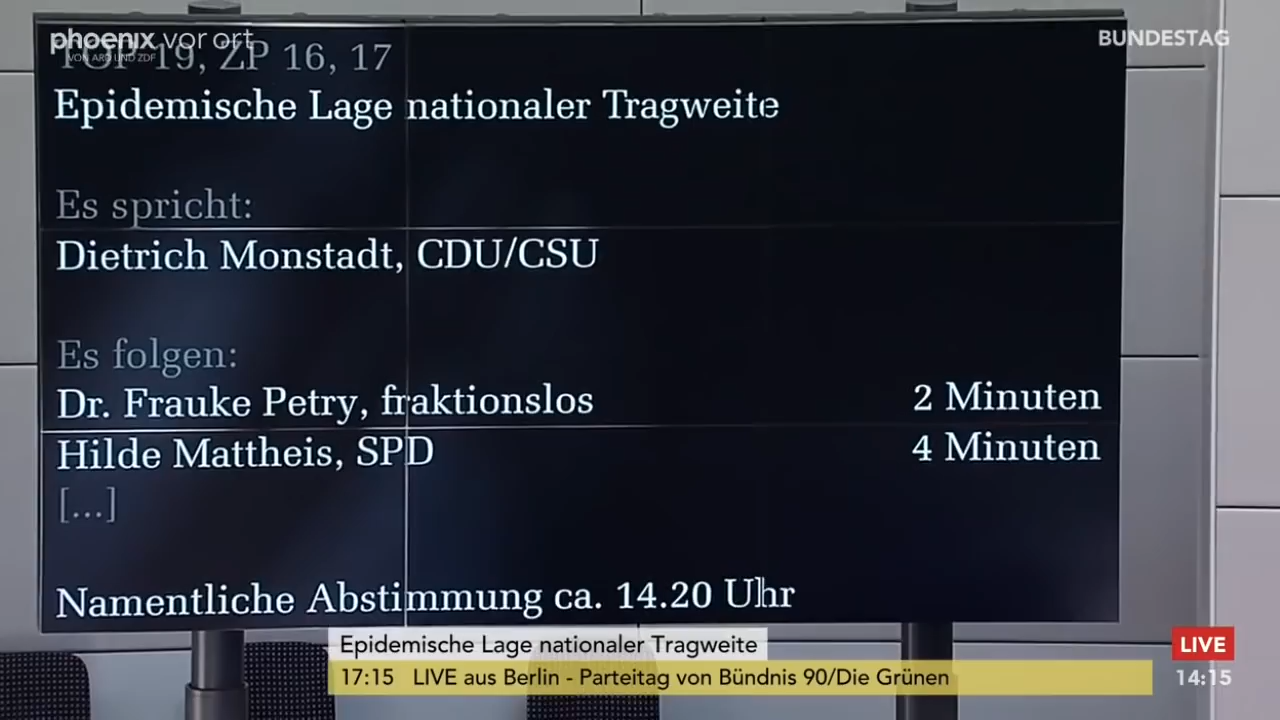 phoenix vor ort
VON ARD UND ZDF
BUNDESTAG
TOP 19, ZP 16, 17
Epidemische Lage nationaler Tragweite
Es spricht:
Dietrich Monstadt, CDU/CSU
Es folgen:
Dr. Frauke Petry, fraktionslos 2 Minuten
Hilde Mattheis, SPD 4 Minuten
[...]
Namentliche Abstimmung ca. 14.20 Uhr
Epidemische Lage nationaler Tragweite
LIVE
17:15 LIVE aus Berlin - Parteitag von Bündnis 90/Die Grünen
14:15